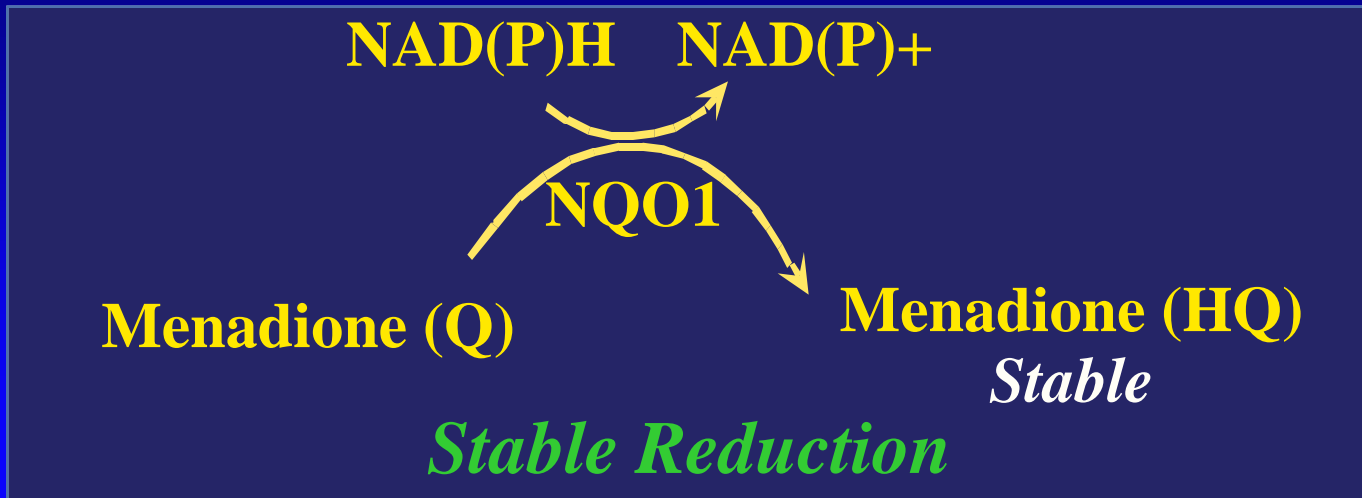 NAD(P)H NAD(P)+
NQO1
Menadione (Q)
Menadione (HQ)
Stable
Stable Reduction